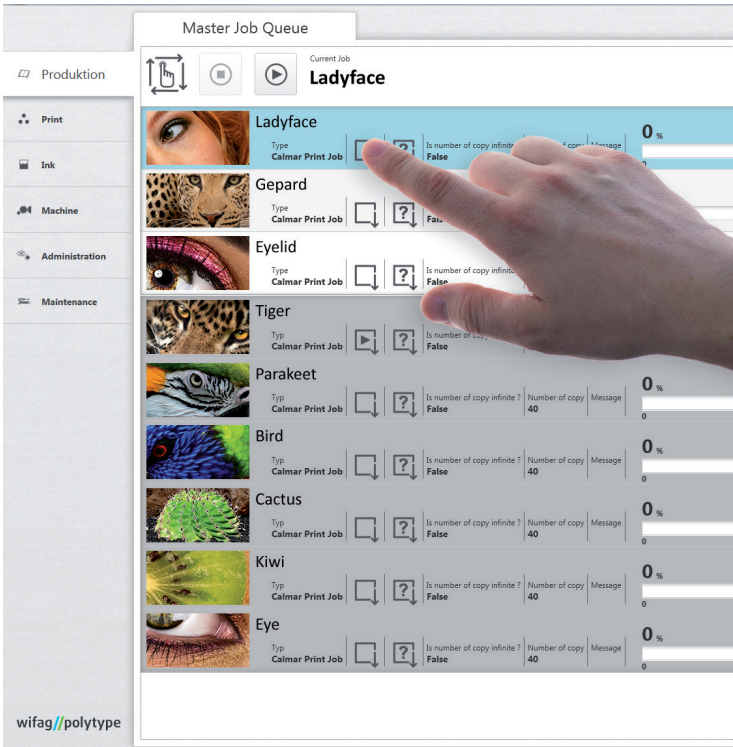 Master Job Queue
Produktion
Print
Ink
Machine
Administration
Maintenance
wifag//polytype
Current Job
Ladyface
Ladyface
Type
Calmar Print Job
?
Is number of copy infinite
of copy
Message
False
0 %
0
Gepard
Type
Calmar Print Job
?
Eyelid
Type
Calmar Print Job
?
Is number of copy
False
Tiger
Typ
Calmar Print Job
?
Is number of copy
False
Parakeet
Typ
Calmar Print Job
?
Is number of copy infinite ?
False
Number of copy
40
Message
0 %
0
Bird
Typ
Calmar Print Job
?
Is number of copy infinite ?
False
Number of copy
40
Message
0 %
0
Cactus
Typ
Calmar Print Job
?
Is number of copy infinite ?
False
Number of copy
40
Message
0 %
0
Kiwi
Typ
Calmar Print Job
?
Is number of copy infinite ?
False
Number of copy
40
Message
0 %
0
Eye
Typ
Calmar Print Job
?
Is number of copy infinite ?
False
Number of copy
40
Message
0 %
0